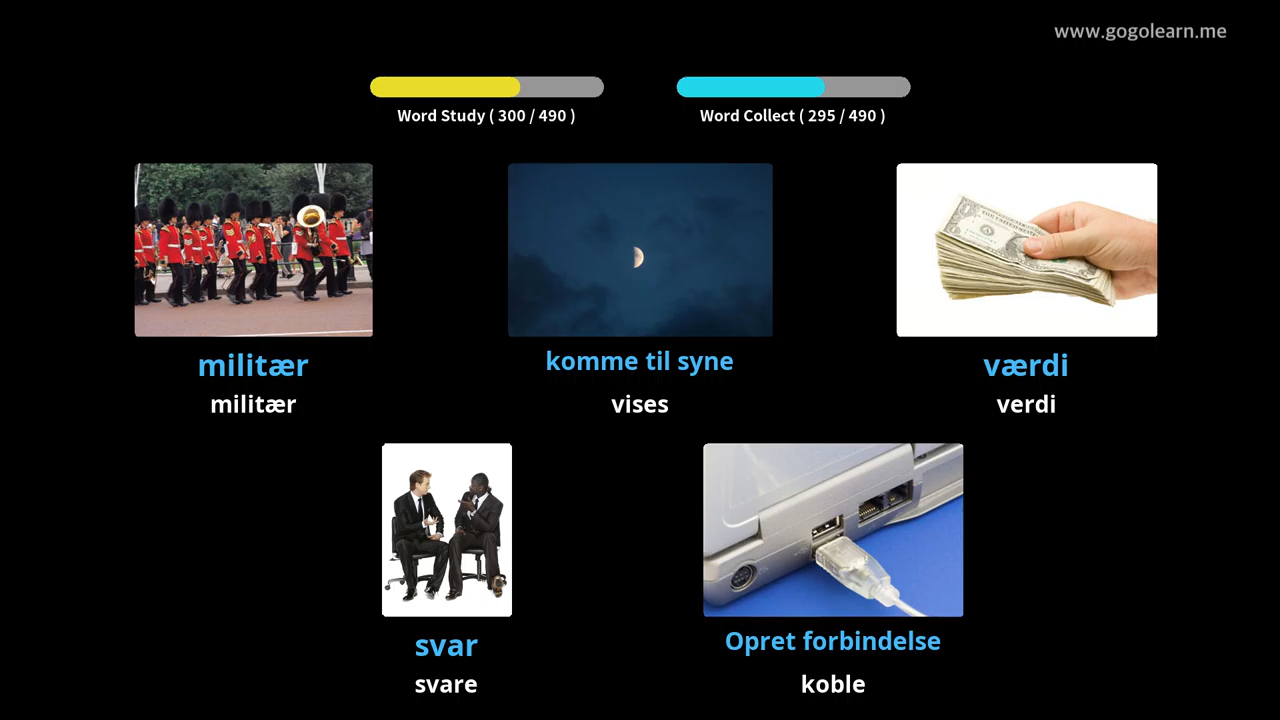 www.gogolearn.me
Word Study ( 300 / 490 )
Word Collect ( 295 / 490 )
militær
militær
komme til syne
vises
værdi
verdi
svar
svare
Opret forbindelse
koble